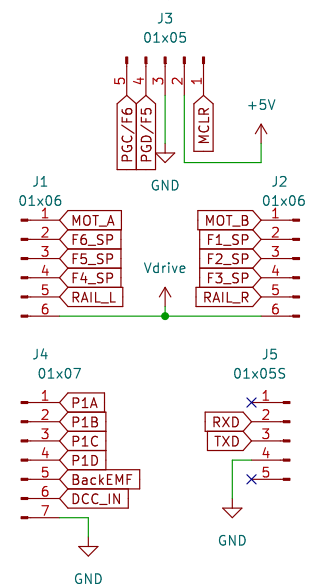 J3
01x05
5 4 3 2 1
PGC/F6 PGD/F5 MCLR
+5V
GND
J1 J2
01x06 01x06
1 MOT_A MOT_B 1
2 F6_SP F1_SP 2
3 F5_SP F2_SP 3
4 F4_SP Vdrive F3_SP 4
5 RAIL_L RAIL_R 5
6 6
J4 J5
01x07 01x05S
1 P1A 1
2 P1B RXD 2
3 P1C TXD 3
4 P1D 4
5 BackEMF 5
6 DCC_IN
7
GND
GND